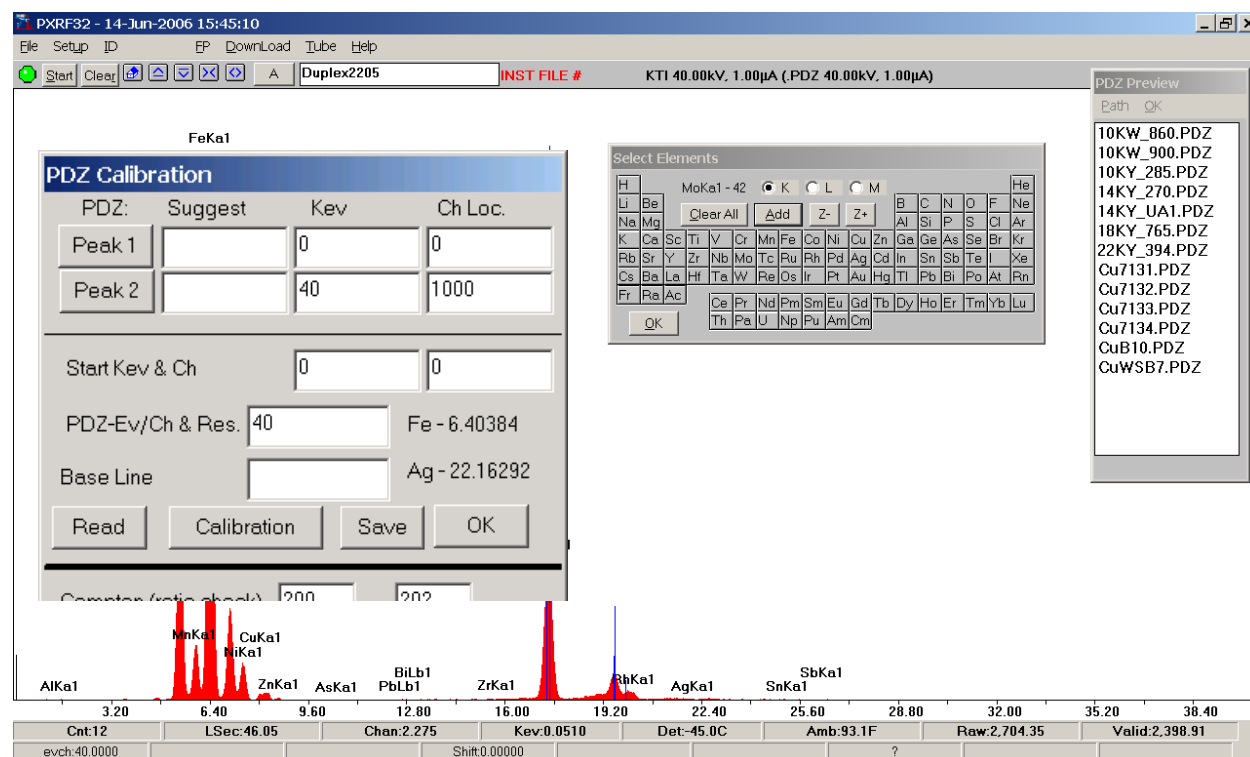 PXRF32 - 14-Jun-2006 15:45:10
File Setup ID FP DownLoad Tube Help
Start Clear A Duplex2205 INST FILE # KTI 40.00kV, 1.00µA (.PDZ 40.00kV, 1.00µA)
FeKa1
PDZ Calibration
PDZ: Suggest Kev Ch Loc.
Peak 1 0 0
Peak 2 40 1000
Start Kev & Ch 0 0
PDZ-Ev/Ch & Res. 40 Fe - 6.40384
Base Line Ag - 22.16292
Read Calibration Save OK
Compton (ratio check) 200 202
Select Elements
H MoKa1 - 42 K L M He
Li Be Clear All Add Z- Z+ B C N O F Ne
Na Mg Al Si P S Cl Ar
K Ca Sc Ti V Cr Mn Fe Co Ni Cu Zn Ga Ge As Se Br Kr
Rb Sr Y Zr Nb Mo Tc Ru Rh Pd Ag Cd In Sn Sb Te I Xe
Cs Ba La Hf Ta W Re Os Ir Pt Au Hg Tl Pb Bi Po At Rn
Fr Ra Ac Ce Pr Nd Pm Sm Eu Gd Tb Dy Ho Er Tm Yb Lu
OK Th Pa U Np Pu Am Cm
PDZ Preview
Path OK
10KW_860.PDZ
10KW_900.PDZ
10KY_285.PDZ
14KY_270.PDZ
14KY_UA1.PDZ
18KY_765.PDZ
22KY_394.PDZ
Cu7131.PDZ
Cu7132.PDZ
Cu7133.PDZ
Cu7134.PDZ
CuB10.PDZ
CuWSB7.PDZ
MnKa1 CuKa1
NiKa1
BiLb1 SbKa1
AlKa1 ZnKa1 AsKa1 PbLb1 ZrKa1 RhKa1 AgKa1 SnKa1
3.20 6.40 9.60 12.80 16.00 19.20 22.40 25.60 28.80 32.00 35.20 38.40
Cnt:12 LSec:46.05 Chan:2.275 Kev:0.0510 Det:-45.0C Amb:93.1F Raw:2,704.35 Valid:2,398.91
evch:40.0000 Shift:0.00000 ?